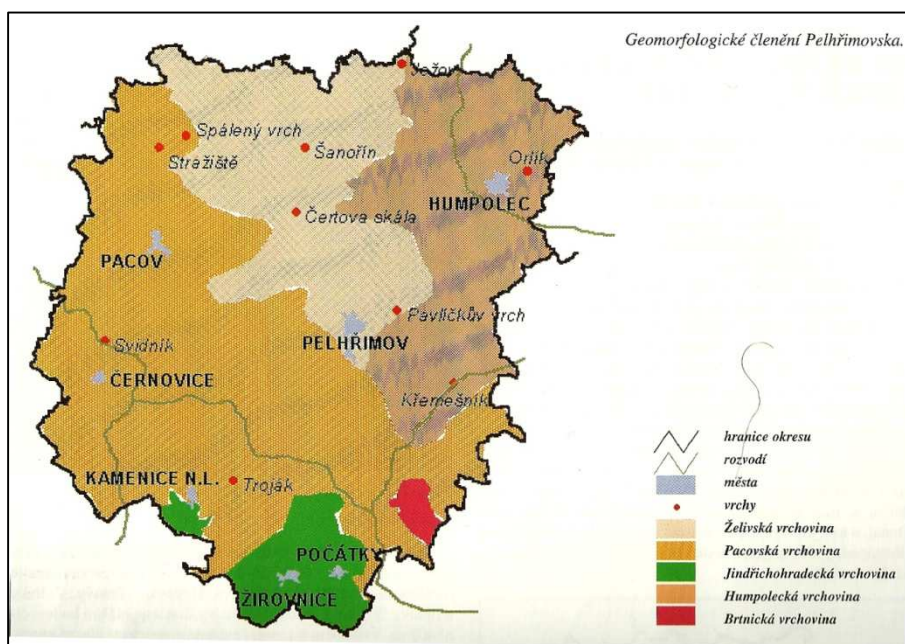 Geomorfologické členění Pelhřimovska.
Ježov
Spálený vrch
Stražiště
Šanořín
Orlík
HUMPOLEC
Čertova skála
PACOV
Pavlíčkův vrch
PELHŘIMOV
Svidník
ČERNOVICE
Křemešník
KAMENICE N.L.
Troják
POČÁTKY
ŽIROVNICE
hranice okresu
rozvodí
města
vrchy
Želivská vrchovina
Pacovská vrchovina
Jindřichohradecká vrchovina
Humpolecká vrchovina
Brtnická vrchovina